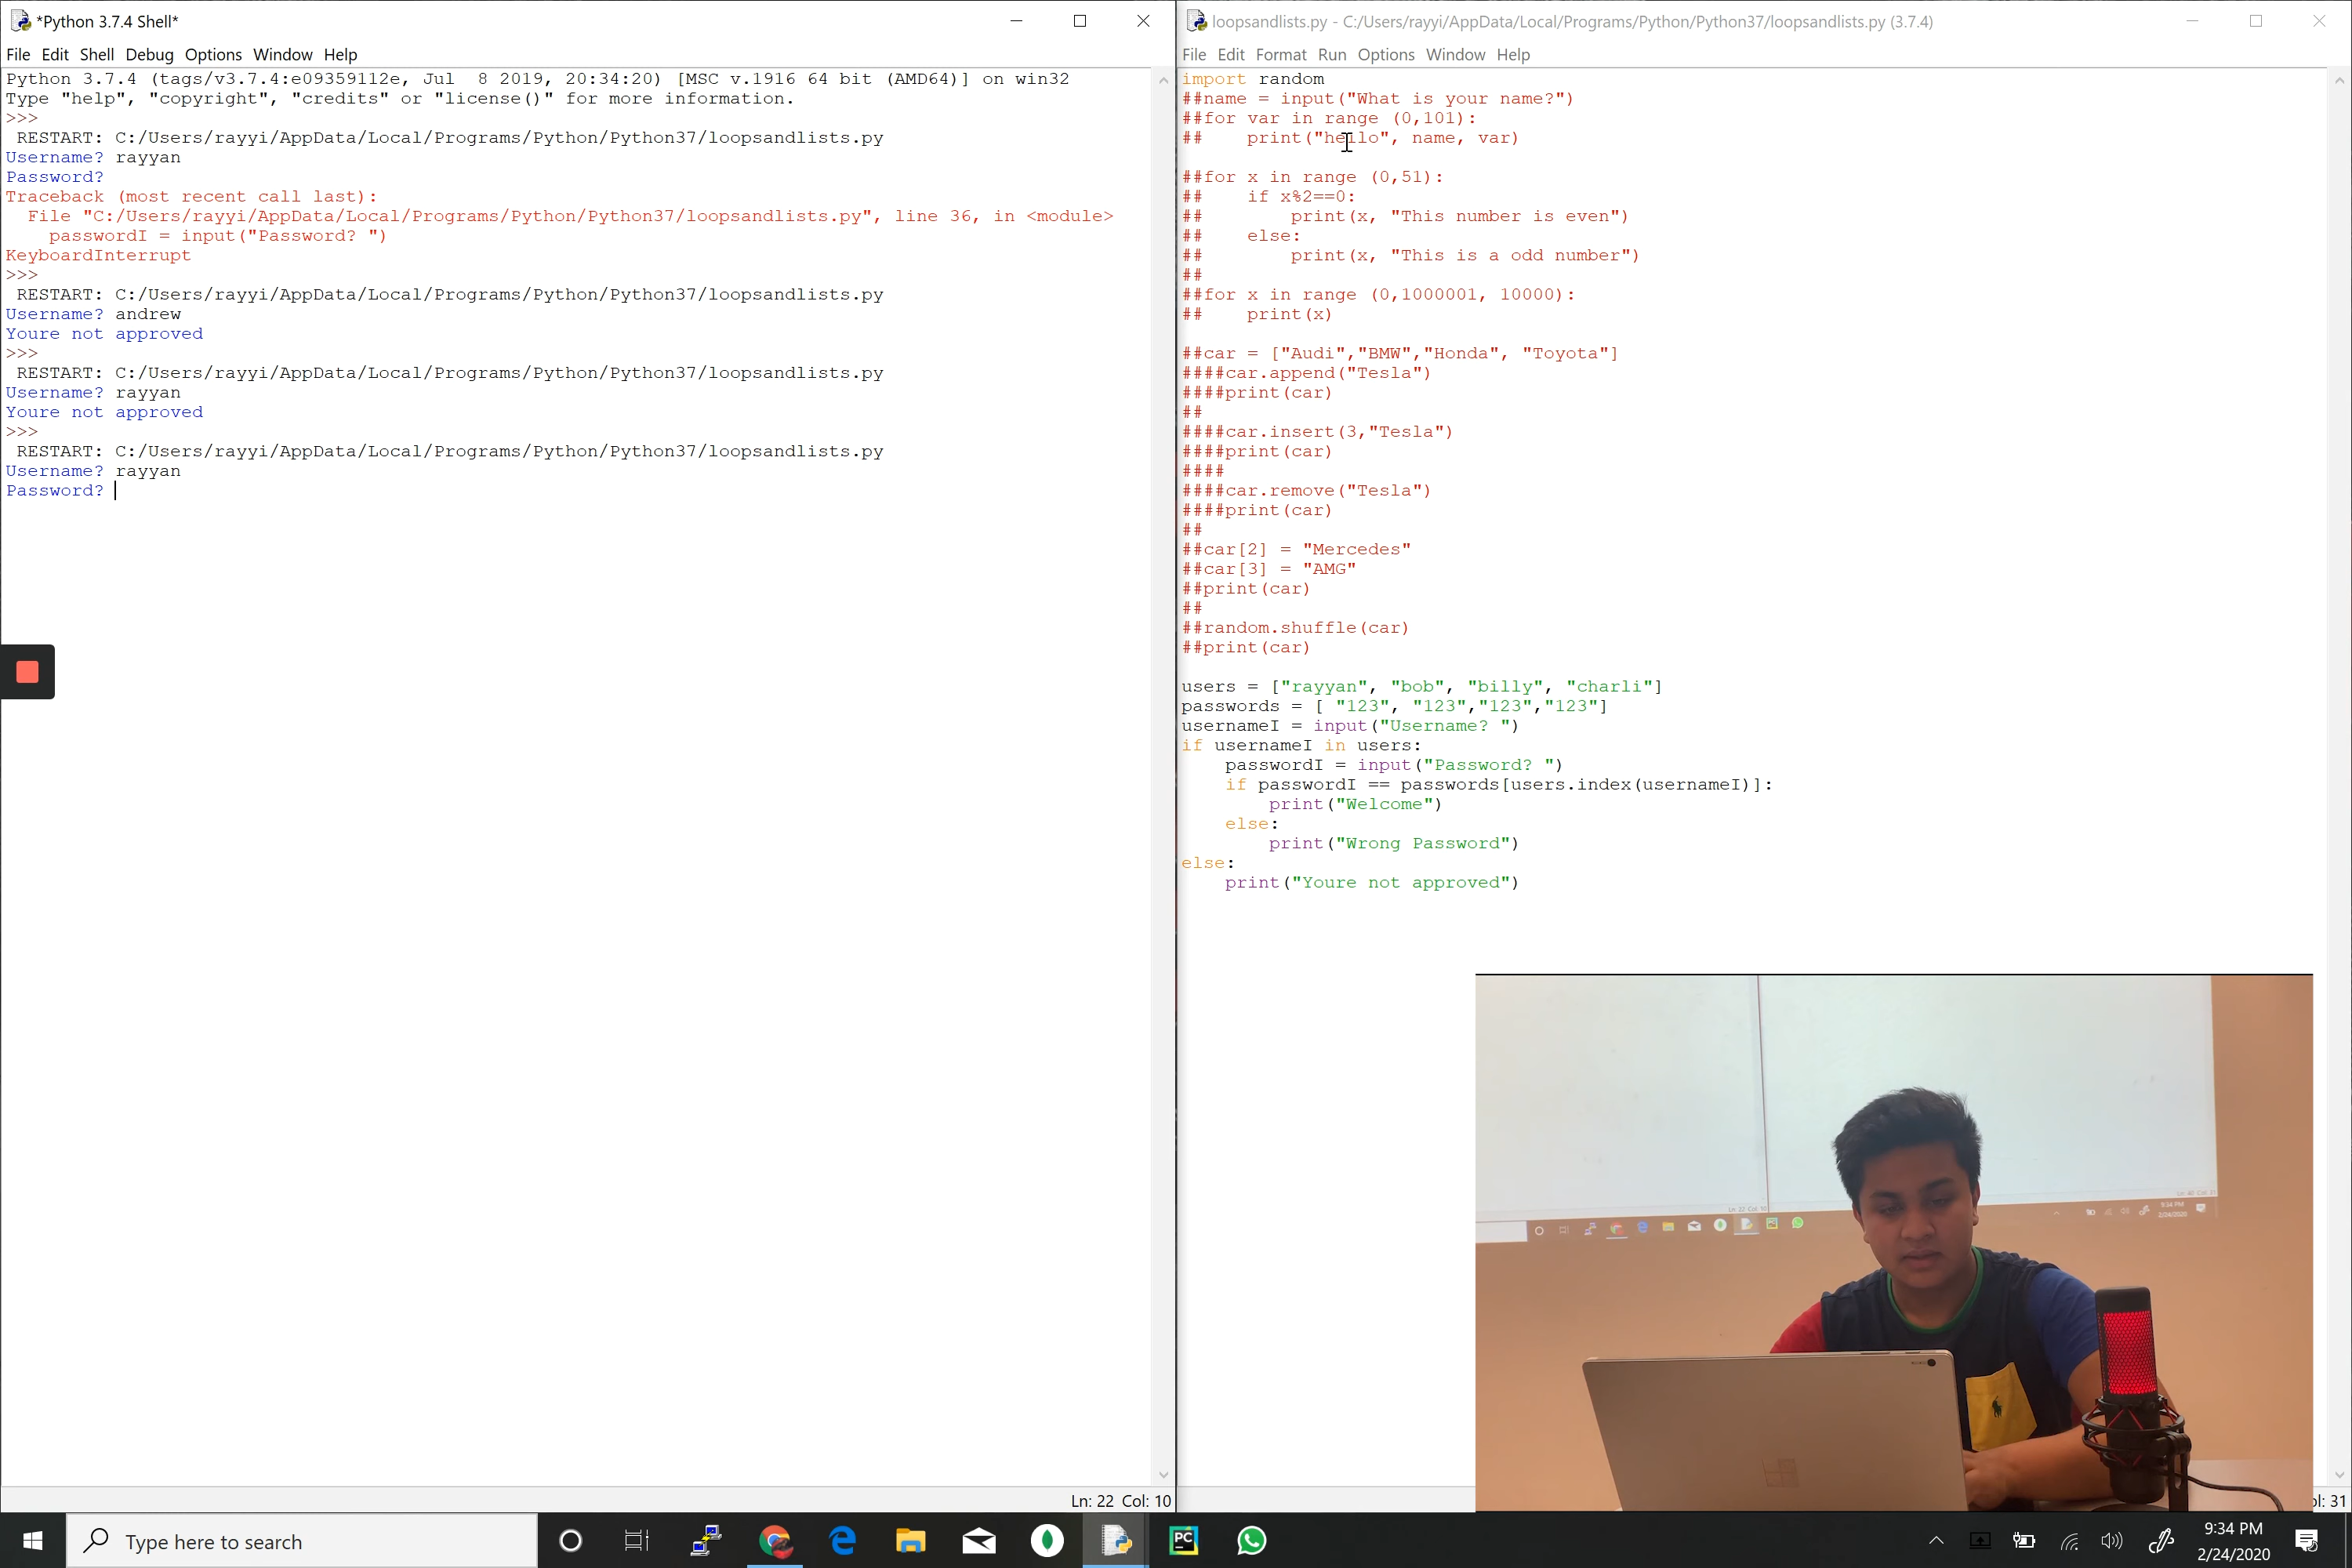 *Python 3.7.4 Shell*
File Edit Shell Debug Options Window Help
Python 3.7.4 (tags/v3.7.4:e09359112e, Jul  8 2019, 20:34:20) [MSC v.1916 64 bit (AMD64)] on win32
Type "help", "copyright", "credits" or "license()" for more information.
>>>
 RESTART: C:/Users/rayyi/AppData/Local/Programs/Python/Python37/loopsandlists.py
Username? rayyan
Password?
Traceback (most recent call last):
  File "C:/Users/rayyi/AppData/Local/Programs/Python/Python37/loopsandlists.py", line 36, in <module>
    passwordI = input("Password? ")
KeyboardInterrupt
>>>
 RESTART: C:/Users/rayyi/AppData/Local/Programs/Python/Python37/loopsandlists.py
Username? andrew
Youre not approved
>>>
 RESTART: C:/Users/rayyi/AppData/Local/Programs/Python/Python37/loopsandlists.py
Username? rayyan
Youre not approved
>>>
 RESTART: C:/Users/rayyi/AppData/Local/Programs/Python/Python37/loopsandlists.py
Username? rayyan
Password?
Ln: 22 Col: 10
loopsandlists.py - C:/Users/rayyi/AppData/Local/Programs/Python/Python37/loopsandlists.py (3.7.4)
File Edit Format Run Options Window Help
import random
##name = input("What is your name?")
##for var in range (0,101):
##    print("hello", name, var)
##for x in range (0,51):
##    if x%2==0:
##        print(x, "This number is even")
##    else:
##        print(x, "This is a odd number")
##
##for x in range (0,1000001, 10000):
##    print(x)
##car = ["Audi","BMW","Honda", "Toyota"]
####car.append("Tesla")
####print(car)
##
####car.insert(3,"Tesla")
####print(car)
####
####car.remove("Tesla")
####print(car)
##
##car[2] = "Mercedes"
##car[3] = "AMG"
##print(car)
##
##random.shuffle(car)
##print(car)
users = ["rayyan", "bob", "billy", "charli"]
passwords = [ "123", "123","123","123"]
usernameI = input("Username? ")
if usernameI in users:
    passwordI = input("Password? ")
    if passwordI == passwords[users.index(usernameI)]:
        print("Welcome")
    else:
        print("Wrong Password")
else:
    print("Youre not approved")
ol: 31
Type here to search
PC
9:34 PM
2/24/2020